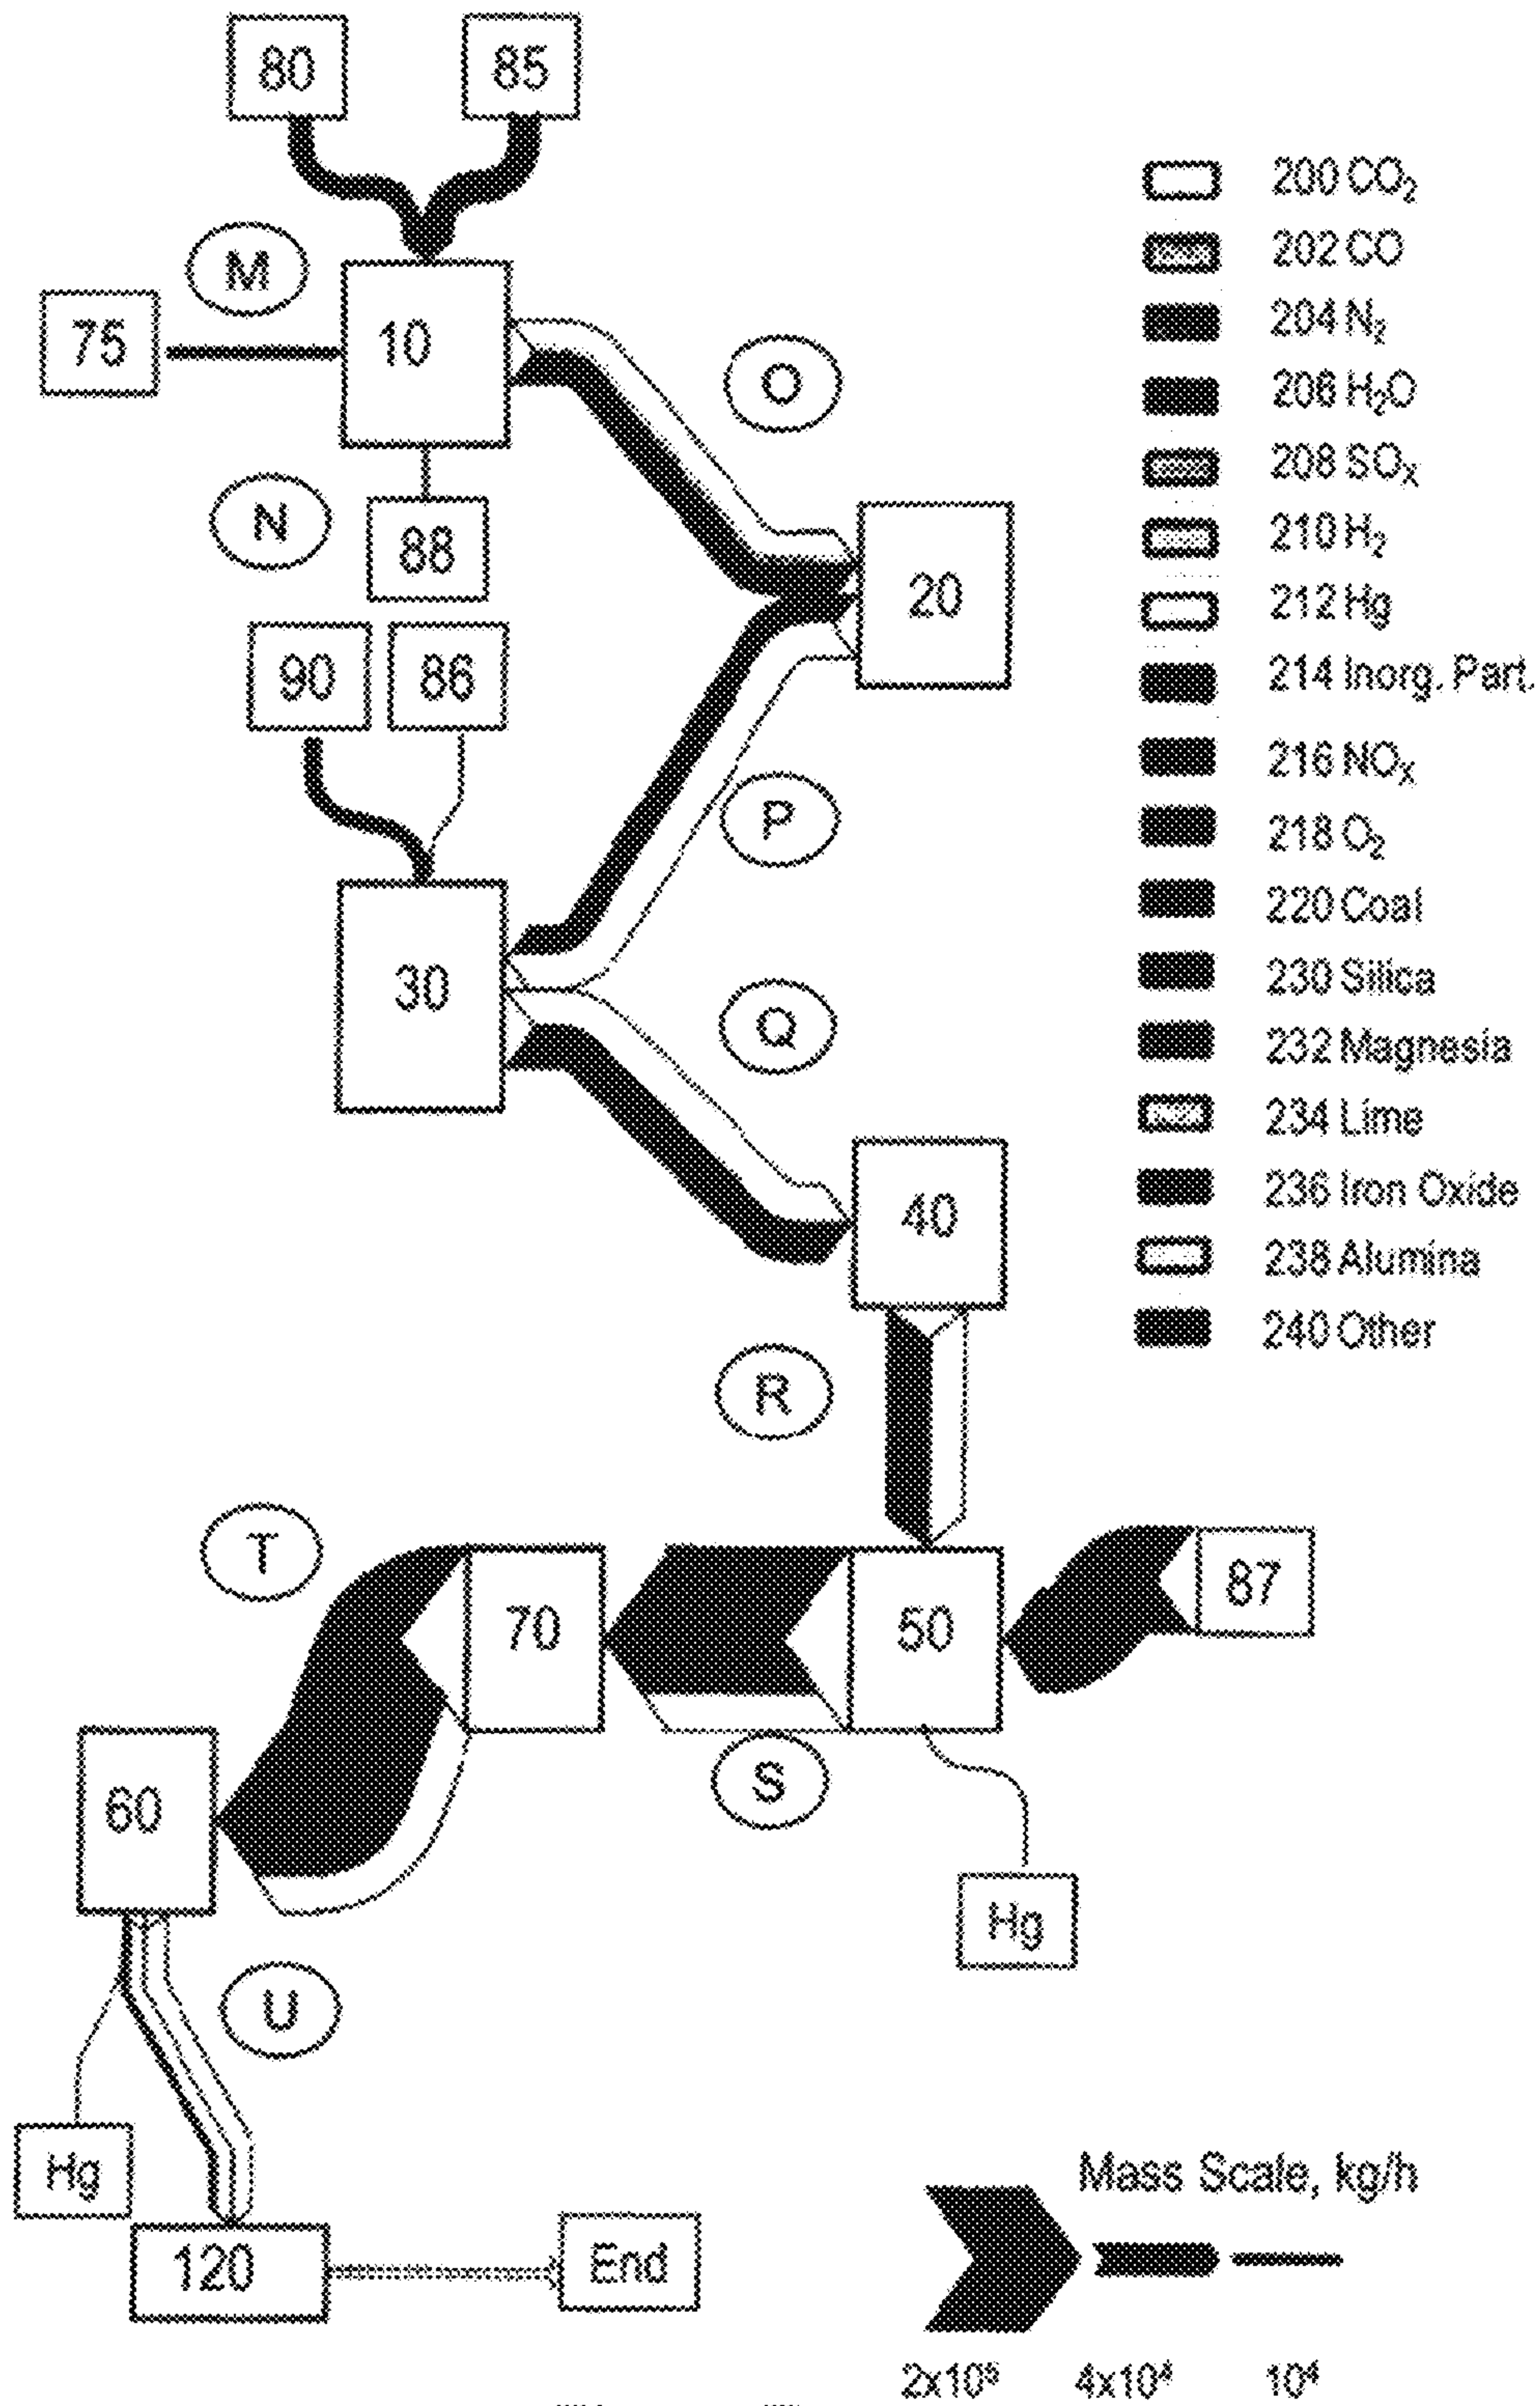 80
85
M
75
10
O
N
88
20
90
86
P
30
Q
40
R
T
70
50
87
S
60
Hg
U
Hg
120
End
200 CO₂
202 CO
204 N₂
206 H₂O
208 SOₓ
210 H₂
212 Hg
214 Inorg. Part.
216 NOₓ
218 O₂
220 Coal
230 Silica
232 Magnesia
234 Lime
236 Iron Oxide
238 Alumina
240 Other
Mass Scale, kg/h
2x10⁵ 4x10⁴ 10⁴